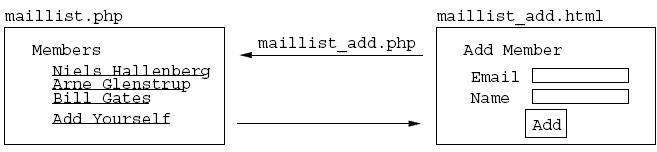 maillist.php
Members
Niels Hallenberg
Arne Glenstrup
Bill Gates
Add Yourself
maillist_add.php
maillist_add.html
Add Member
Email
Name
Add